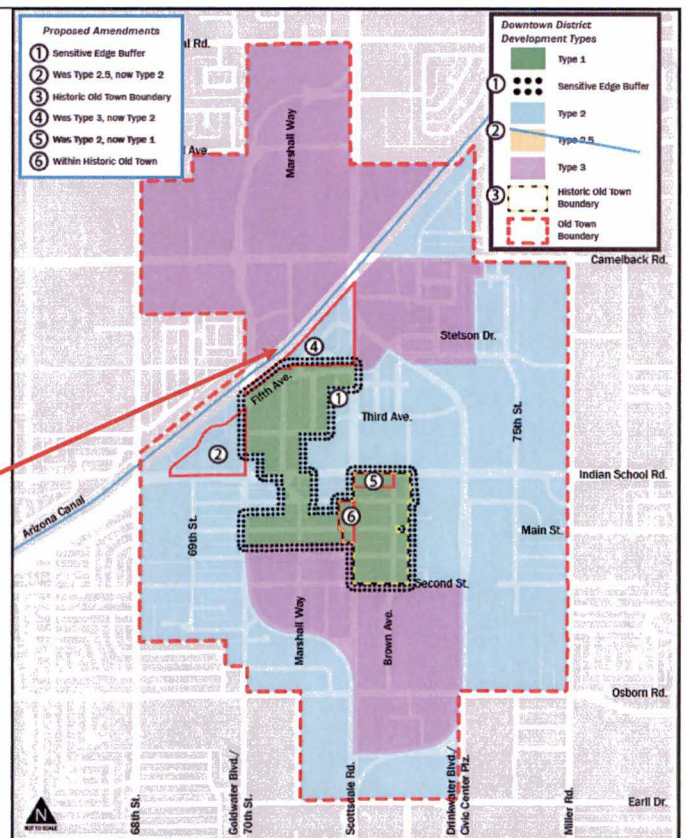 Proposed Amendments
1 Sensitive Edge Buffer
2 Was Type 2.5, now Type 2
3 Historic Old Town Boundary
4 Was Type 3, now Type 2
5 Was Type 2, now Type 1
6 Within Historic Old Town
Downtown District
Development Types
Type 1
1 Sensitive Edge Buffer
Type 2
2 Type 2.5
Type 3
3 Historic Old Town
Boundary
Old Town
Boundary
Rd.
Ave
Marshall Way
Camelback Rd.
Stetson Dr.
4
Fifth Ave.
1
Third Ave.
75th St.
2
Indian School Rd.
5
Arizona Canal
6
69th St.
Main St.
Second St.
Marshall Way
Brown Ave.
Osborn Rd.
68th St.
Goldwater Blvd./
70th St.
Scottsdale Rd.
Drinkwater Blvd./
Civic Center Plz.
Miller Rd.
Earll Dr.
N
NOT TO SCALE